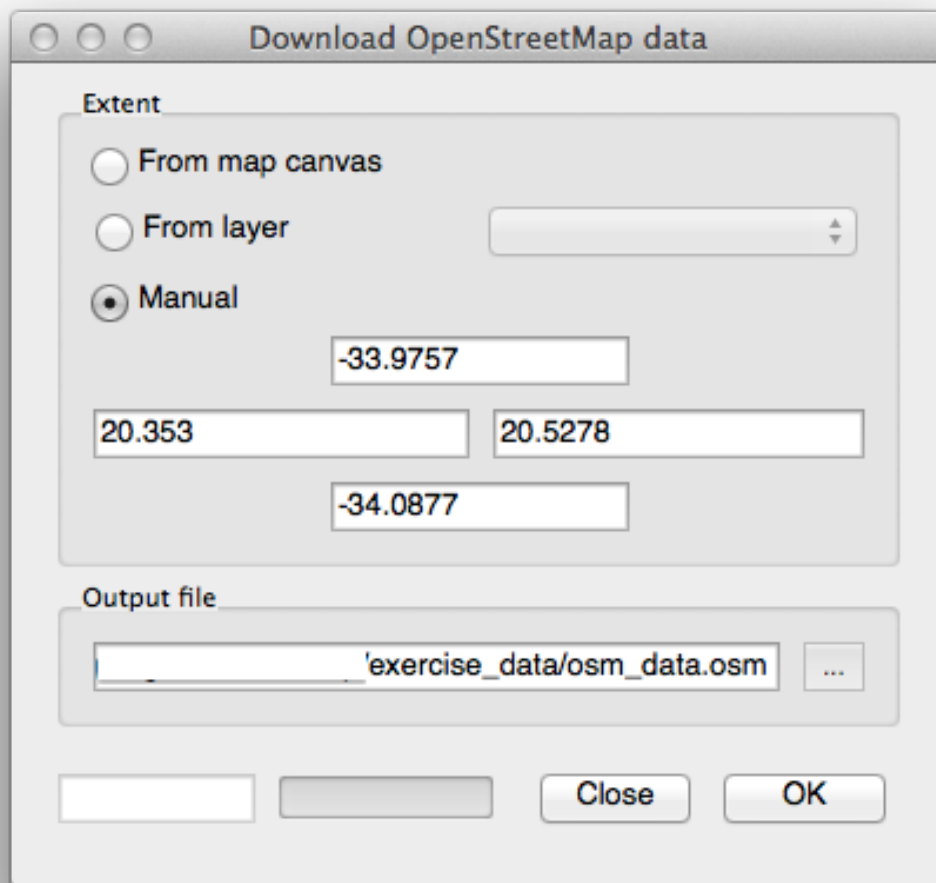 Download OpenStreetMap data
Extent
From map canvas
From layer
Manual
-33.9757
20.353 20.5278
-34.0877
Output file
/exercise_data/osm_data.osm ...
Close OK